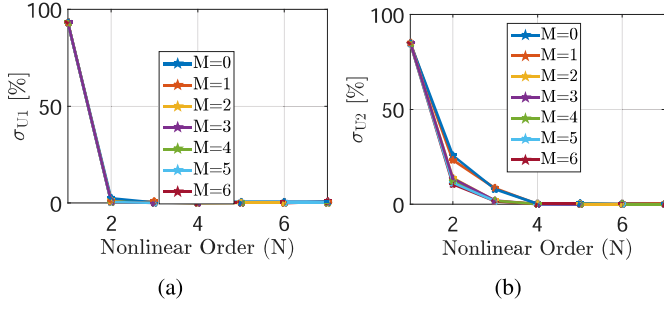 100
50
0
σU1 [%]
2
4
6
Nonlinear Order (N)
M=0
M=1
M=2
M=3
M=4
M=5
M=6
(a)
100
50
0
σU2 [%]
2
4
6
Nonlinear Order (N)
M=0
M=1
M=2
M=3
M=4
M=5
M=6
(b)